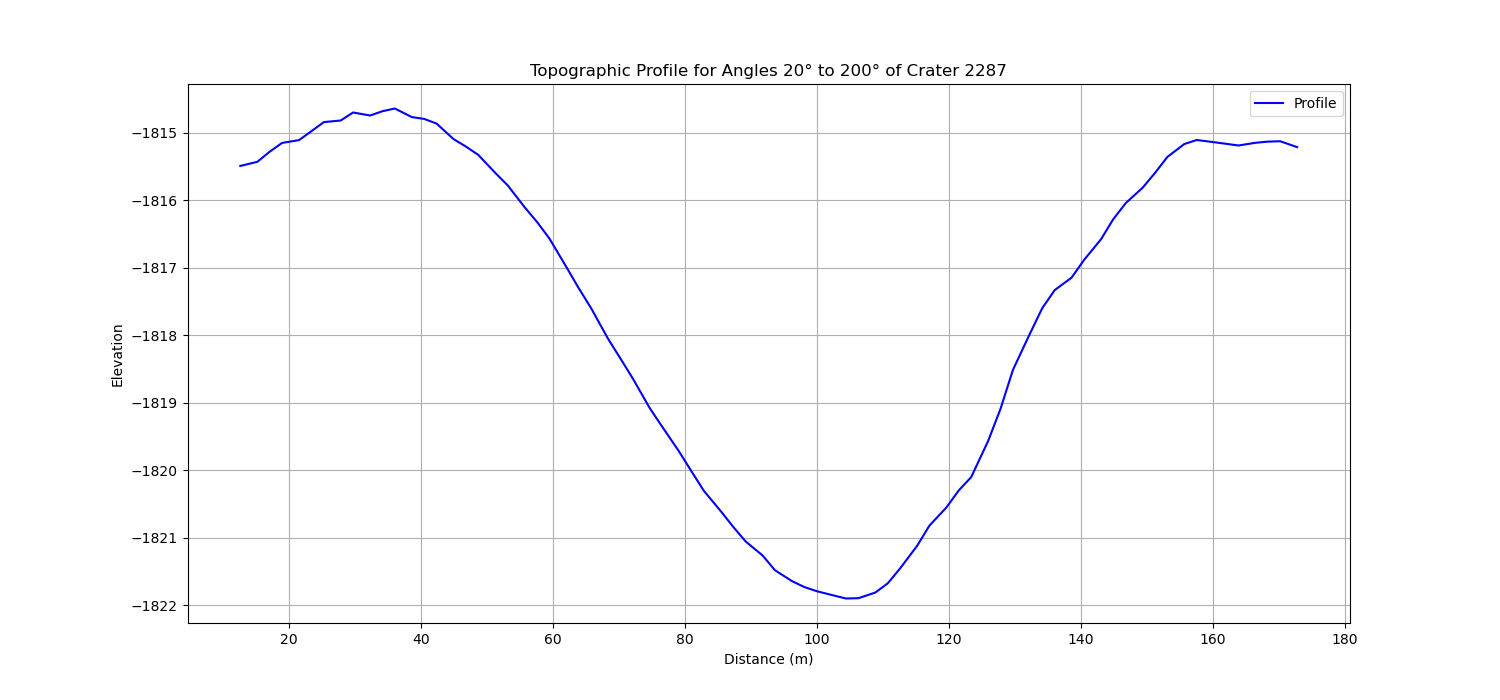 Topographic Profile for Angles 20° to 200° of Crater 2287
Profile
Elevation
−1815
−1816
−1817
−1818
−1819
−1820
−1821
−1822
20 40 60 80 100 120 140 160 180
Distance (m)